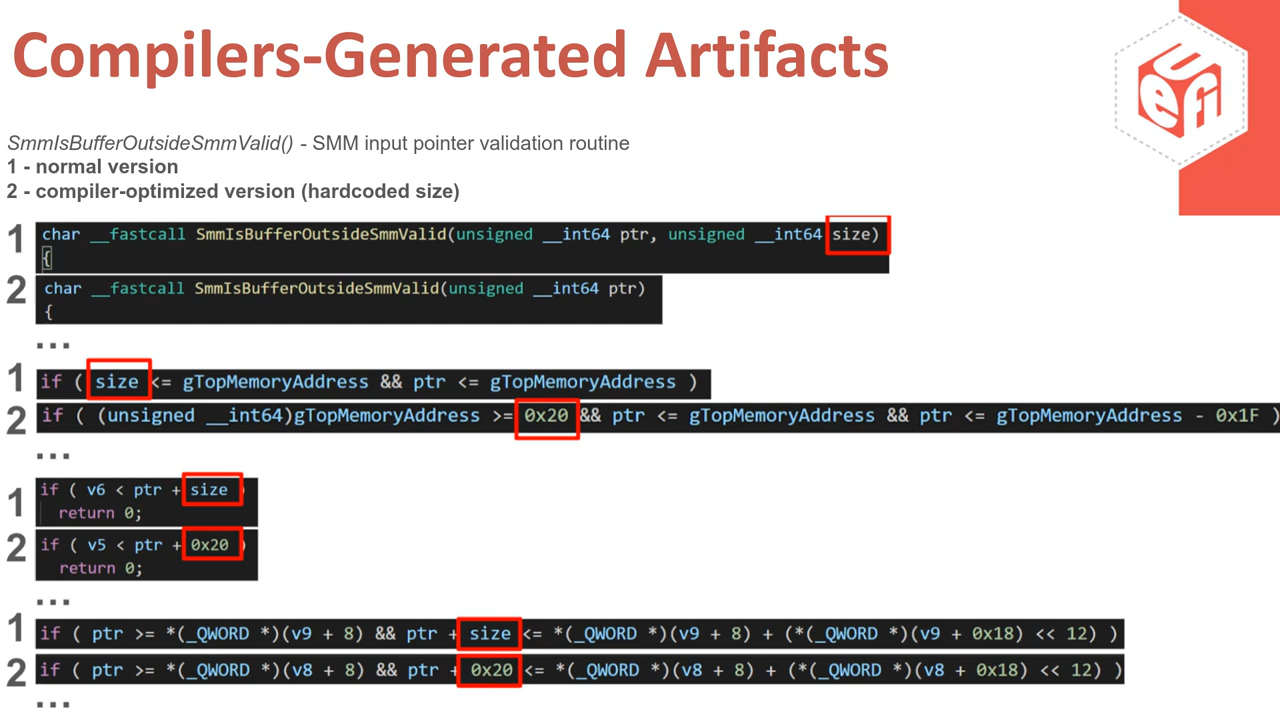 Compilers-Generated Artifacts
UEFI
SmmIsBufferOutsideSmmValid() - SMM input pointer validation routine
1 - normal version
2 - compiler-optimized version (hardcoded size)
1 char __fastcall SmmIsBufferOutsideSmmValid(unsigned __int64 ptr, unsigned __int64 size)
{
2 char __fastcall SmmIsBufferOutsideSmmValid(unsigned __int64 ptr)
{
...
1 if ( size <= gTopMemoryAddress && ptr <= gTopMemoryAddress )
2 if ( (unsigned __int64)gTopMemoryAddress >= 0x20 && ptr <= gTopMemoryAddress && ptr <= gTopMemoryAddress - 0x1F )
...
1 if ( v6 < ptr + size )
return 0;
2 if ( v5 < ptr + 0x20 )
return 0;
...
1 if ( ptr >= *(_QWORD *)(v9 + 8) && ptr + size <= *(_QWORD *)(v9 + 8) + (*(_QWORD *)(v9 + 0x18) << 12) )
2 if ( ptr >= *(_QWORD *)(v8 + 8) && ptr + 0x20 <= *(_QWORD *)(v8 + 8) + (*(_QWORD *)(v8 + 0x18) << 12) )
...